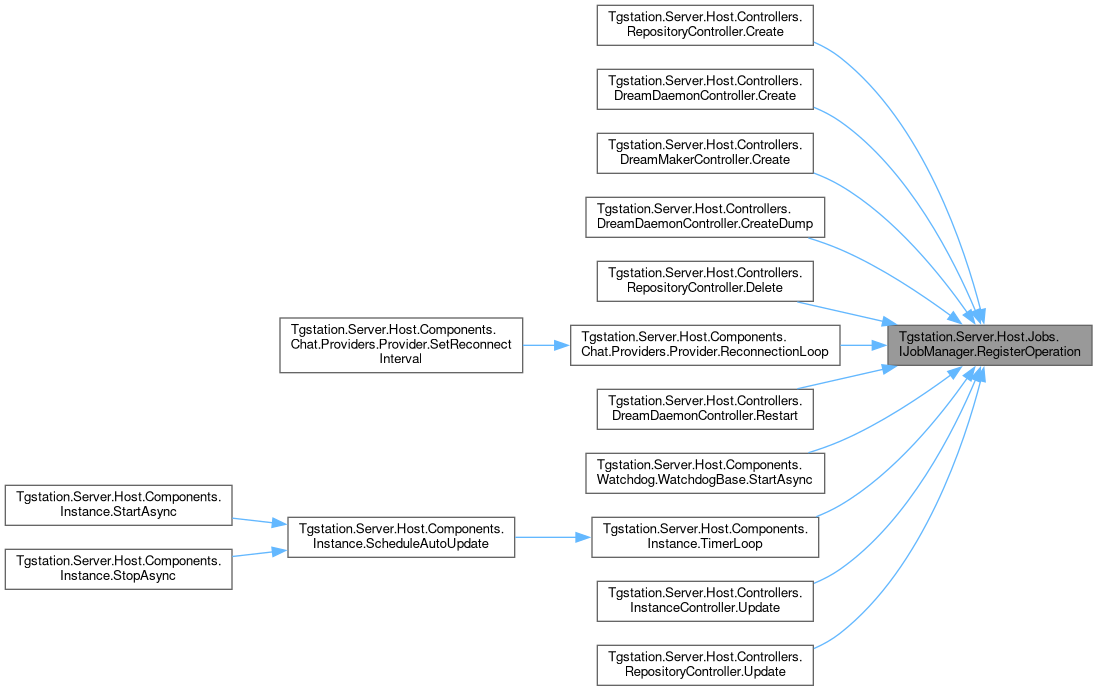 Tgstation.Server.Host.Controllers.
RepositoryController.Create
Tgstation.Server.Host.Controllers.
DreamDaemonController.Create
Tgstation.Server.Host.Controllers.
DreamMakerController.Create
Tgstation.Server.Host.Controllers.
DreamDaemonController.CreateDump
Tgstation.Server.Host.Controllers.
RepositoryController.Delete
Tgstation.Server.Host.Components.
Chat.Providers.Provider.SetReconnect
Interval
Tgstation.Server.Host.Components.
Chat.Providers.Provider.ReconnectionLoop
Tgstation.Server.Host.Jobs.
IJobManager.RegisterOperation
Tgstation.Server.Host.Controllers.
DreamDaemonController.Restart
Tgstation.Server.Host.Components.
Watchdog.WatchdogBase.StartAsync
Tgstation.Server.Host.Components.
Instance.StartAsync
Tgstation.Server.Host.Components.
Instance.StopAsync
Tgstation.Server.Host.Components.
Instance.ScheduleAutoUpdate
Tgstation.Server.Host.Components.
Instance.TimerLoop
Tgstation.Server.Host.Controllers.
InstanceController.Update
Tgstation.Server.Host.Controllers.
RepositoryController.Update